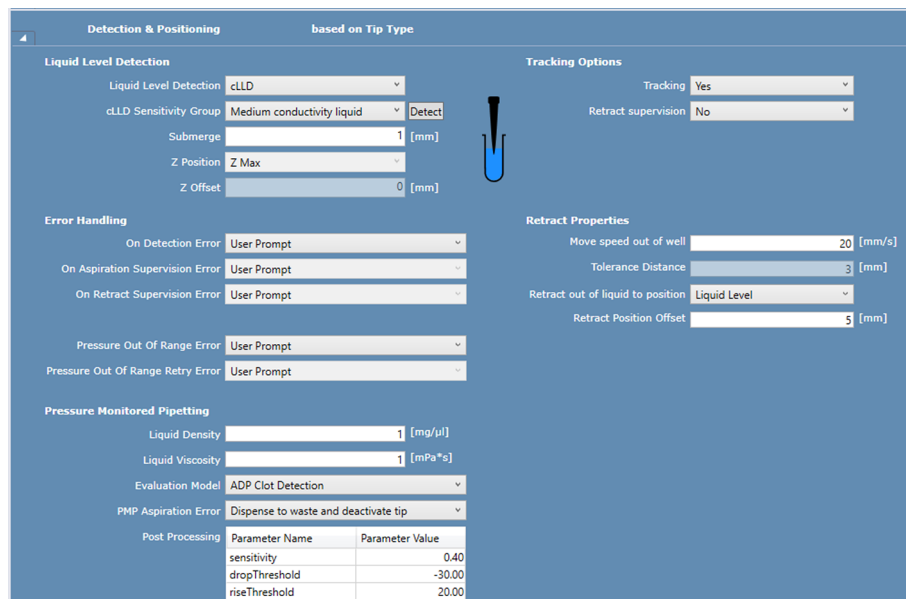 Detection & Positioning based on Tip Type
Liquid Level Detection
Liquid Level Detection cLLD
cLLD Sensitivity Group Medium conductivity liquid Detect
Submerge 1 [mm]
Z Position Z Max
Z Offset 0 [mm]
Tracking Options
Tracking Yes
Retract supervision No
Error Handling
On Detection Error User Prompt
On Aspiration Supervision Error User Prompt
On Retract Supervision Error User Prompt
Pressure Out Of Range Error User Prompt
Pressure Out Of Range Retry Error User Prompt
Retract Properties
Move speed out of well 20 [mm/s]
Tolerance Distance 3 [mm]
Retract out of liquid to position Liquid Level
Retract Position Offset 5 [mm]
Pressure Monitored Pipetting
Liquid Density 1 [mg/µl]
Liquid Viscosity 1 [mPa*s]
Evaluation Model ADP Clot Detection
PMP Aspiration Error Dispense to waste and deactivate tip
Post Processing Parameter Name Parameter Value
sensitivity 0.40
dropThreshold -30.00
riseThreshold 20.00